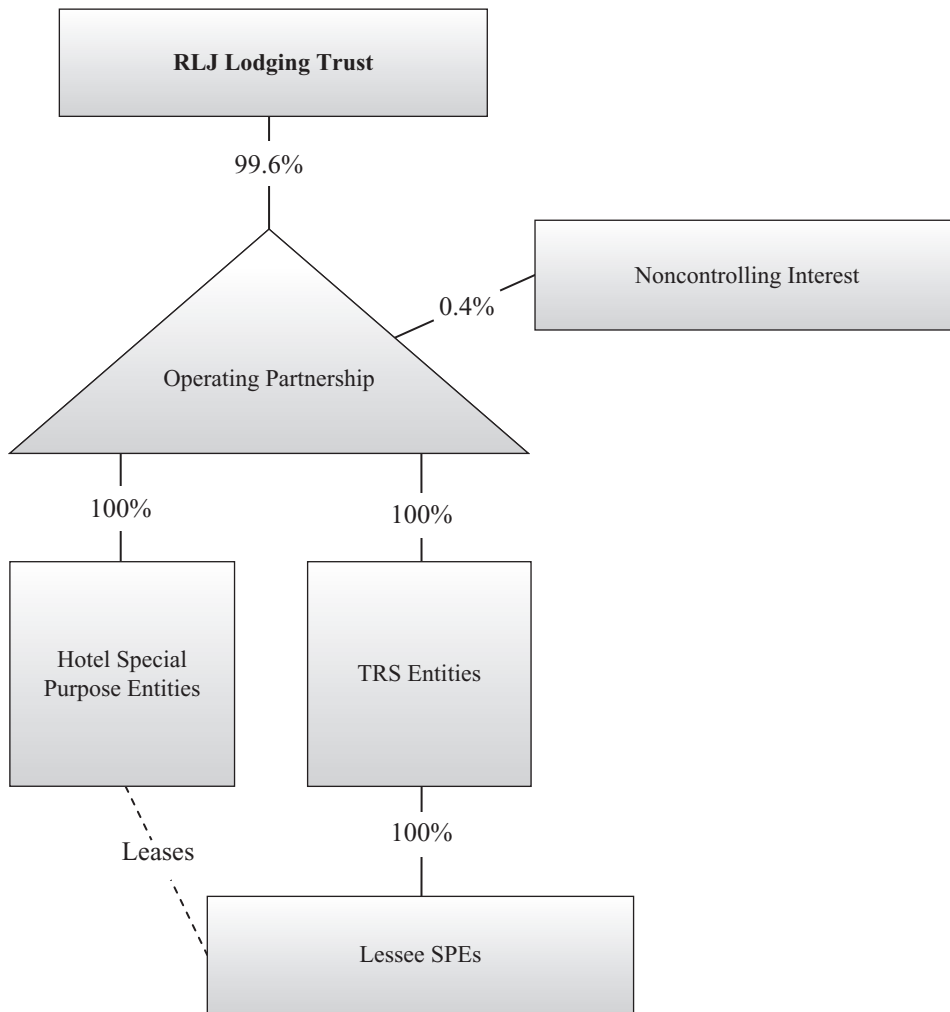 RLJ Lodging Trust
99.6%
Noncontrolling Interest
0.4%
Operating Partnership
100%
100%
Hotel Special
Purpose Entities
TRS Entities
100%
Leases
Lessee SPEs